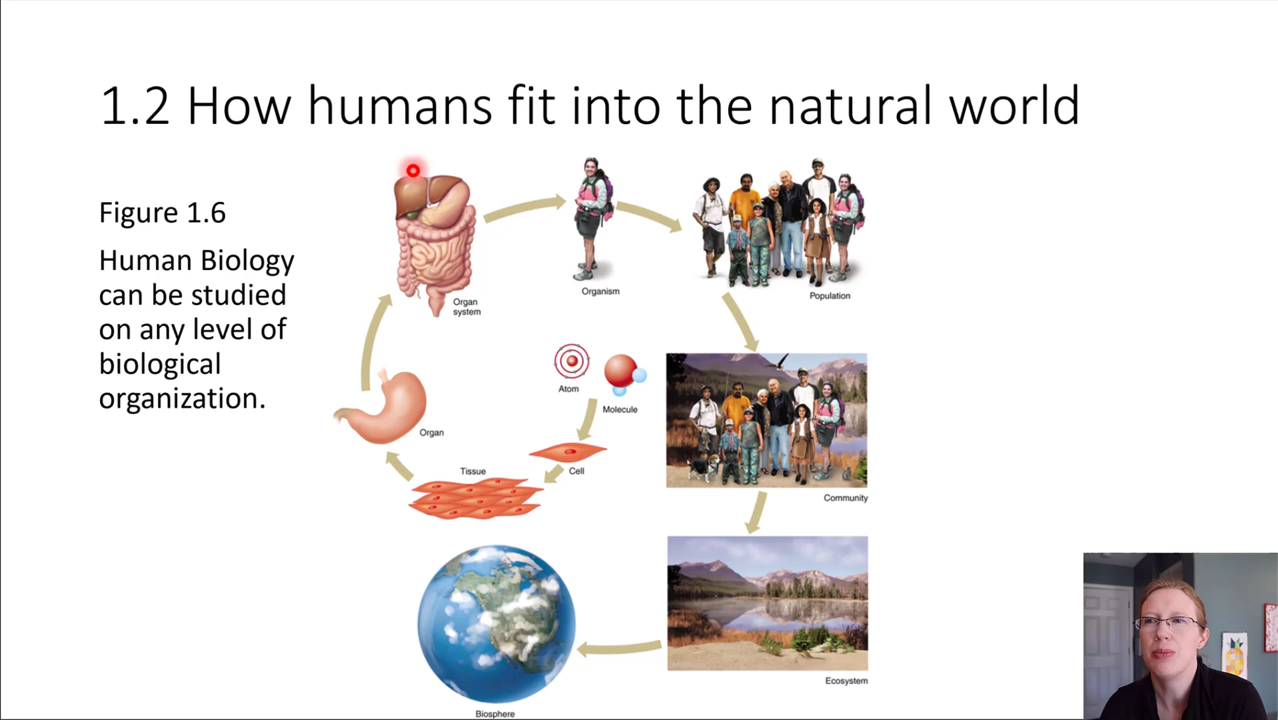 1.2 How humans fit into the natural world
Figure 1.6
Human Biology
can be studied
on any level of
biological
organization.
Organ
system
Organism
Population
Atom
Molecule
Organ
Cell
Tissue
Community
Ecosystem
Biosphere